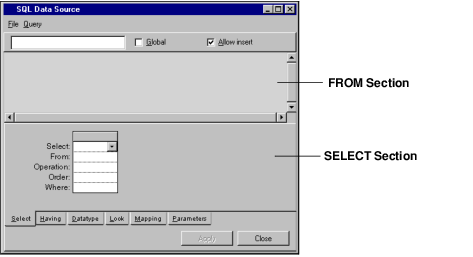 SQL Data Source
File Query
Global Allow insert
FROM Section
Select:
From:
Operation:
Order:
Where:
SELECT Section
Select Having Datatype Look Mapping Parameters
Apply Close